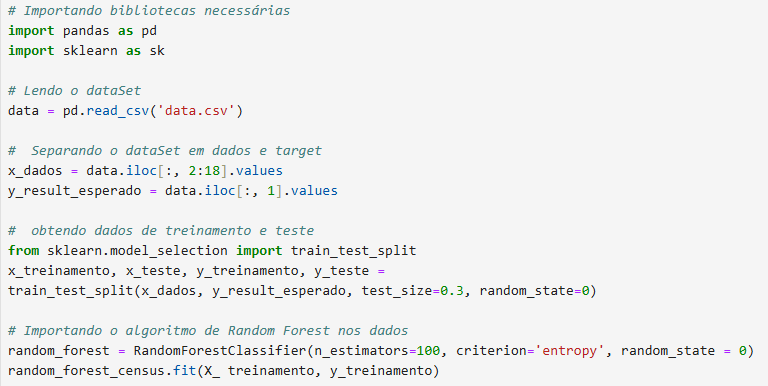 # Importando bibliotecas necessárias
import pandas as pd
import sklearn as sk
# Lendo o dataSet
data = pd.read_csv('data.csv')
#  Separando o dataSet em dados e target
x_dados = data.iloc[:, 2:18].values
y_result_esperado = data.iloc[:, 1].values
#  obtendo dados de treinamento e teste
from sklearn.model_selection import train_test_split
x_treinamento, x_teste, y_treinamento, y_teste =
train_test_split(x_dados, y_result_esperado, test_size=0.3, random_state=0)
# Importando o algoritmo de Random Forest nos dados
random_forest = RandomForestClassifier(n_estimators=100, criterion='entropy', random_state = 0)
random_forest_census.fit(X_ treinamento, y_treinamento)